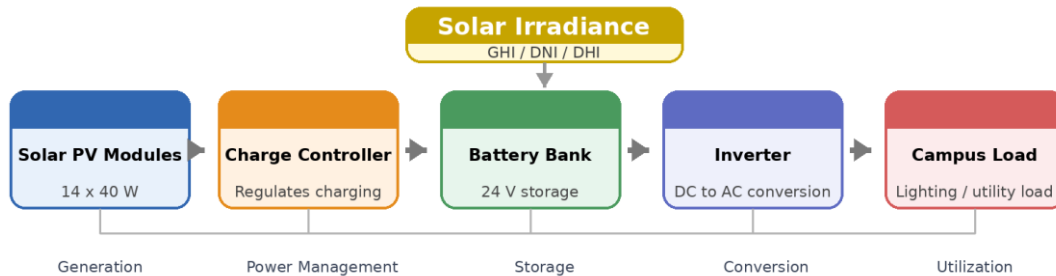 Solar Irradiance
GHI / DNI / DHI
Solar PV Modules
14 x 40 W
Charge Controller
Regulates charging
Battery Bank
24 V storage
Inverter
DC to AC conversion
Campus Load
Lighting / utility load
Generation
Power Management
Storage
Conversion
Utilization